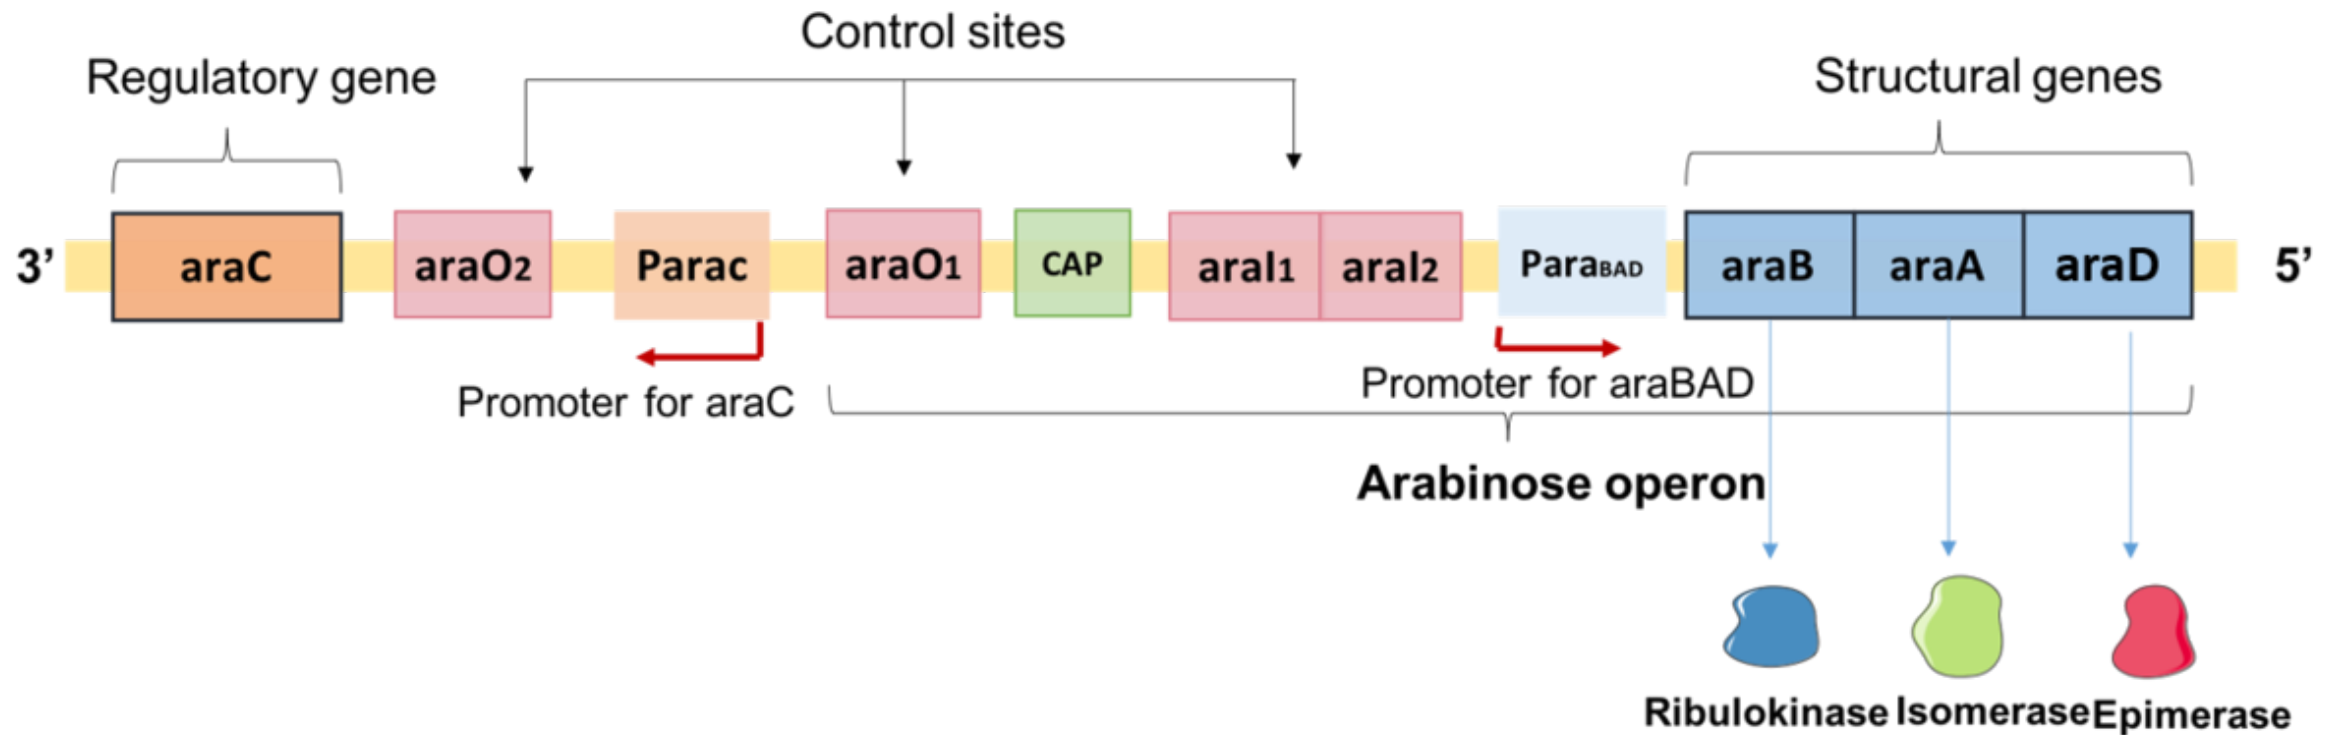 Control sites
Regulatory gene
Structural genes
3’ araC araO2 Parac araO1 CAP araI1 araI2 ParaBAD araB araA araD 5’
Promoter for araC
Promoter for araBAD
Arabinose operon
Ribulokinase Isomerase Epimerase